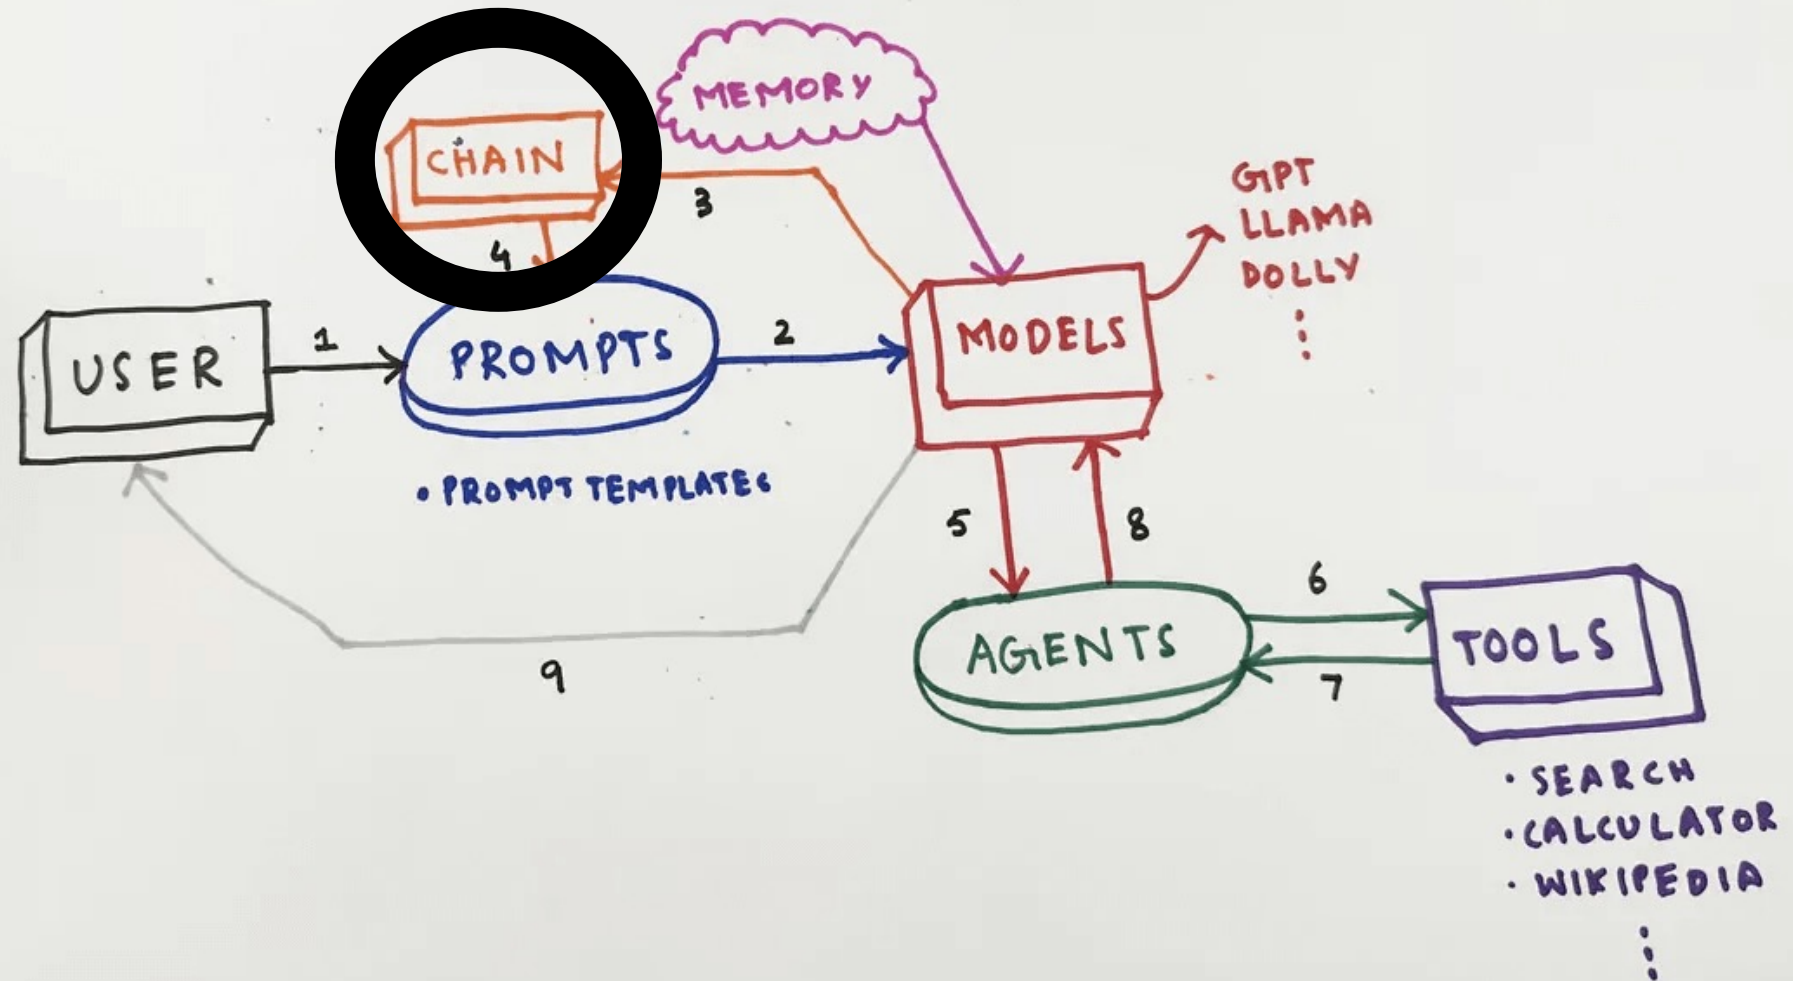 MEMORY
CHAIN
3
4
GPT
LLAMA
DOLLY
USER
1
PROMPTS
2
MODELS
• PROMPT TEMPLATES
5
8
6
AGENTS
TOOLS
7
9
• SEARCH
• CALCULATOR
• WIKIPEDIA